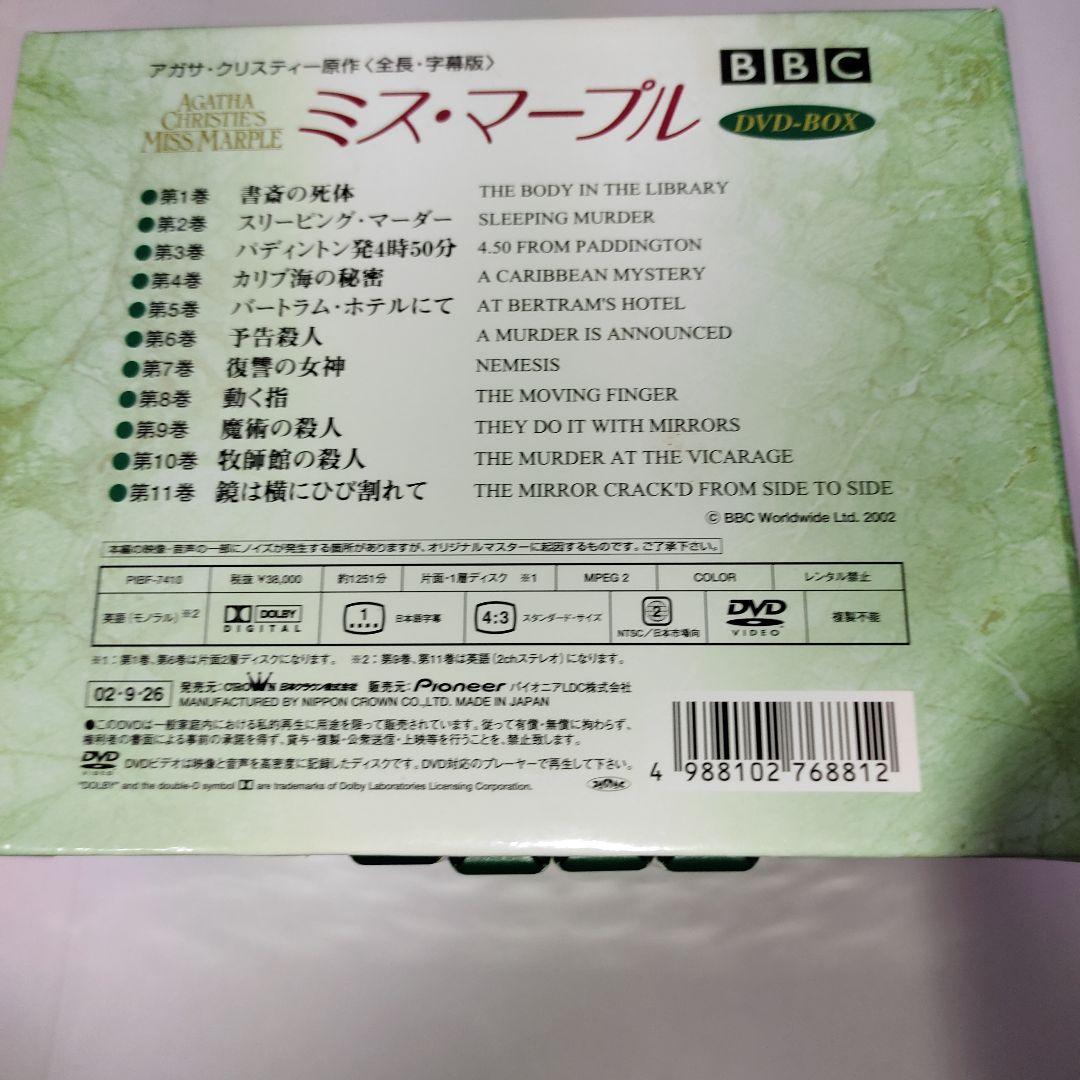 アガサ・クリスティー原作〈全長・字幕版〉
BBC
AGATHA
CHRISTIE'S
MISS MARPLE
ミス・マープル
DVD-BOX
●第1巻 書斎の死体 THE BODY IN THE LIBRARY
●第2巻 スリーピング・マーダー SLEEPING MURDER
●第3巻 パディントン発4時50分 4.50 FROM PADDINGTON
●第4巻 カリブ海の秘密 A CARIBBEAN MYSTERY
●第5巻 バートラム・ホテルにて AT BERTRAM'S HOTEL
●第6巻 予告殺人 A MURDER IS ANNOUNCED
●第7巻 復讐の女神 NEMESIS
●第8巻 動く指 THE MOVING FINGER
●第9巻 魔術の殺人 THEY DO IT WITH MIRRORS
●第10巻 牧師館の殺人 THE MURDER AT THE VICARAGE
●第11巻 鏡は横にひび割れて THE MIRROR CRACK'D FROM SIDE TO SIDE
© BBC Worldwide Ltd. 2002
本編の映像・音声の一部にノイズが発生する箇所がありますが、オリジナルマスターに起因するものです。ご了承下さい。
PIBF-7410 税抜 ¥38,000 約1251分 片面・1層ディスク ※1 MPEG 2 COLOR レンタル禁止
英語(モノラル)※2 DOLBY DIGITAL 1 日本語字幕 4:3 スタンダード・サイズ 2 NTSC/日本市場向 DVD VIDEO 複製不能
※1:第1巻、第6巻は片面2層ディスクになります。 ※2:第9巻、第11巻は英語(2chステレオ)になります。
02・9・26 発売元:CROWN 日本クラウン株式会社 販売元:Pioneer パイオニアLDC株式会社
MANUFACTURED BY NIPPON CROWN CO.,LTD. MADE IN JAPAN
●このDVDは一般家庭内における私的再生に用途を限って販売されています。従って有償・無償に拘わらず、
権利者の書面による事前の承諾を得ず、貸与・複製・公衆送信・上映等を行うことを、禁止致します。
DVD VIDEO DVDビデオは映像と音声を高密度に記録したディスクです。DVD対応のプレーヤーで再生して下さい。
"DOLBY" and the double-D symbol are trademarks of Dolby Laboratories Licensing Corporation.
4 988102 768812